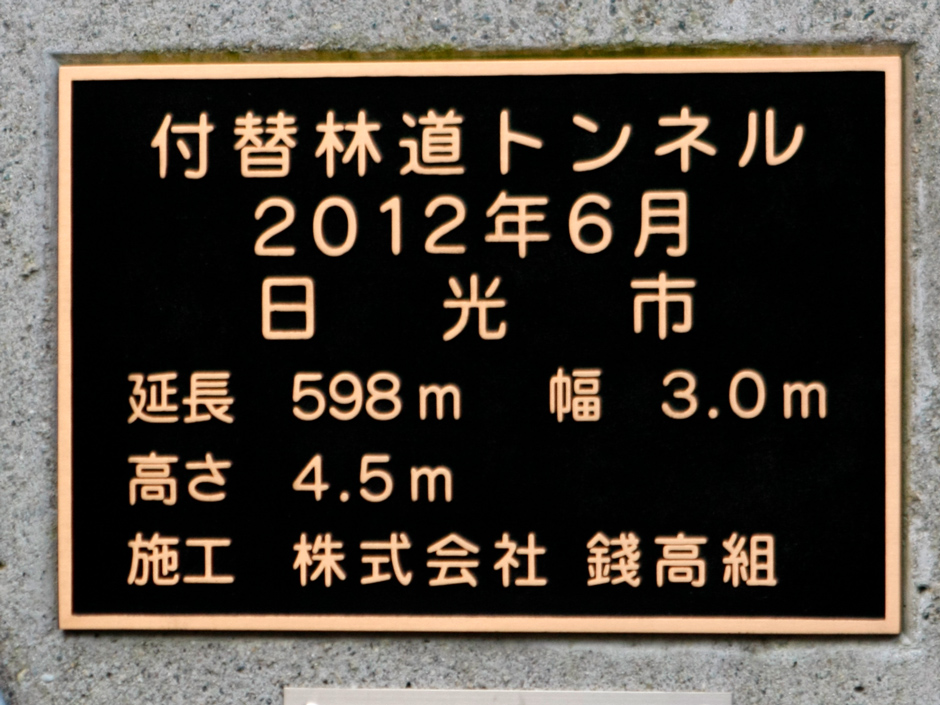 付替林道トンネル
2012年6月
日光市
延長 598m 幅 3.0m
高さ 4.5m
施工 株式会社 錢高組